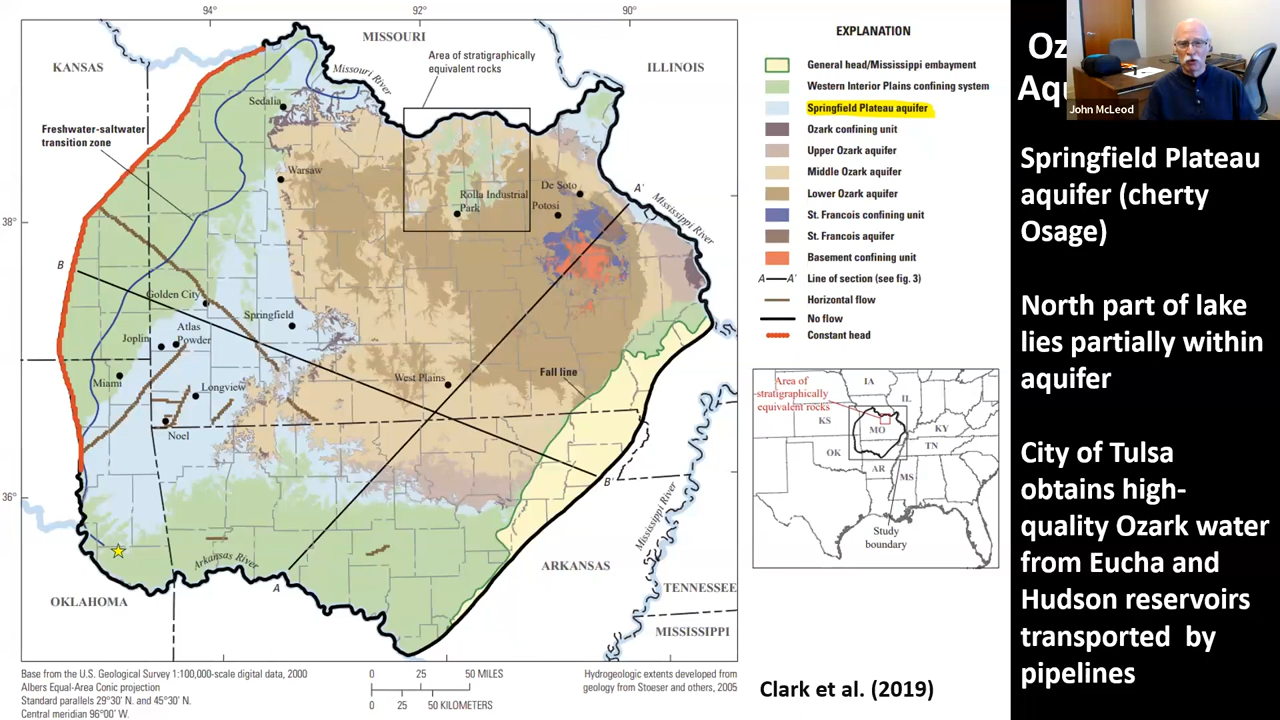 94°
92°
90°
MISSOURI
KANSAS
ILLINOIS
Area of stratigraphically
equivalent rocks
Missouri River
Sedalia
Freshwater-saltwater
transition zone
Warsaw
De Soto
Rolla Industrial
Park
Potosi
A'
Mississippi River
38°
B
Golden City
Springfield
Joplin
Atlas
Powder
Miami
Longview
West Plains
Fall line
Noel
B'
36°
Mississippi River
Arkansas River
A
OKLAHOMA
ARKANSAS
TENNESSEE
MISSISSIPPI
Base from the U.S. Geological Survey 1:100,000-scale digital data, 2000
Albers Equal-Area Conic projection
Standard parallels 29°30' N. and 45°30' N.
Central meridian 96°00' W.
0 25 50 MILES
0 25 50 KILOMETERS
Hydrogeologic extents developed from
geology from Stoeser and others, 2005
EXPLANATION
General head/Mississippi embayment
Western Interior Plains confining system
Springfield Plateau aquifer
Ozark confining unit
Upper Ozark aquifer
Middle Ozark aquifer
Lower Ozark aquifer
St. Francois confining unit
St. Francois aquifer
Basement confining unit
A A' Line of section (see fig. 3)
Horizontal flow
No flow
Constant head
Area of
stratigraphically
equivalent rocks
IA
IL
KS
MO
KY
OK
TN
AR
MS
Study
boundary
Clark et al. (2019)
Oz
Aqu
John McLeod
Springfield Plateau
aquifer (cherty
Osage)
North part of lake
lies partially within
aquifer
City of Tulsa
obtains high-
quality Ozark water
from Eucha and
Hudson reservoirs
transported by
pipelines